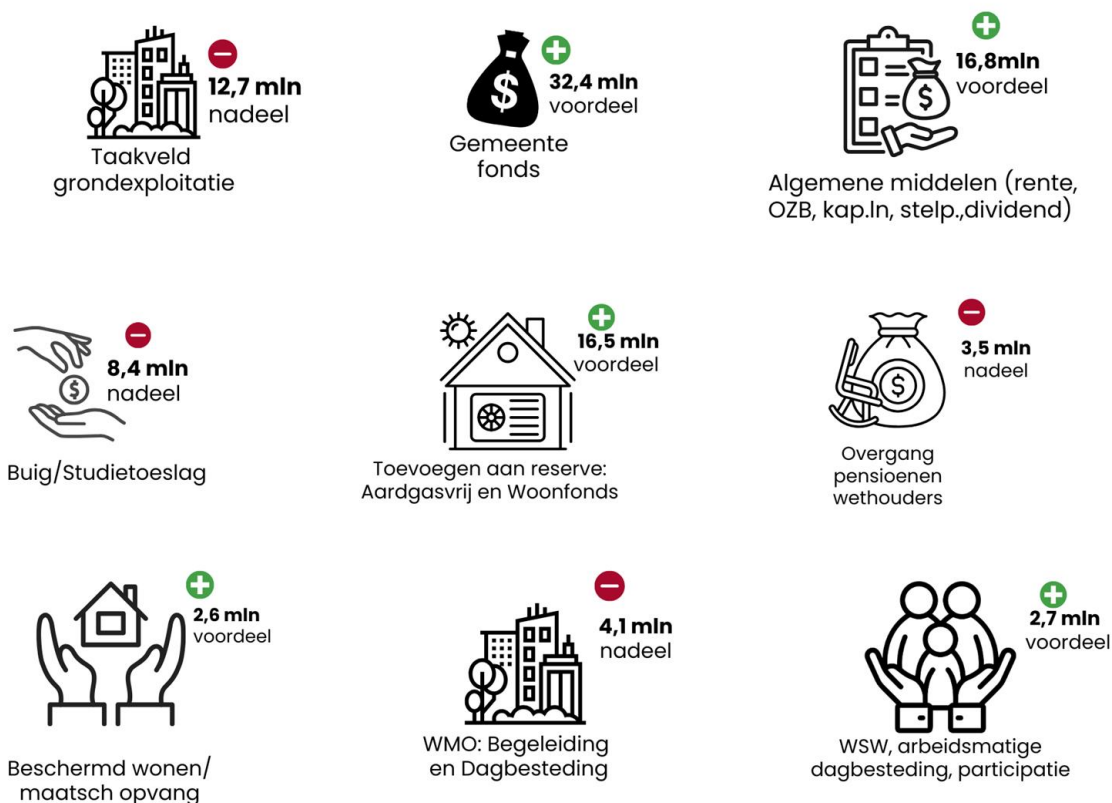 12,7 mln
nadeel
Taakveld
grondexploitatie
$
32,4 mln
voordeel
Gemeente
fonds
$
16,8mln
voordeel
Algemene middelen (rente,
OZB, kap.ln, stelp.,dividend)
$
8,4 mln
nadeel
Buig/Studietoeslag
16,5 mln
voordeel
Toevoegen aan reserve:
Aardgasvrij en Woonfonds
$
3,5 mln
nadeel
Overgang
pensioenen
wethouders
2,6 mln
voordeel
Beschermd wonen/
maatsch opvang
4,1 mln
nadeel
WMO: Begeleiding
en Dagbesteding
2,7 mln
voordeel
WSW, arbeidsmatige
dagbesteding, participatie